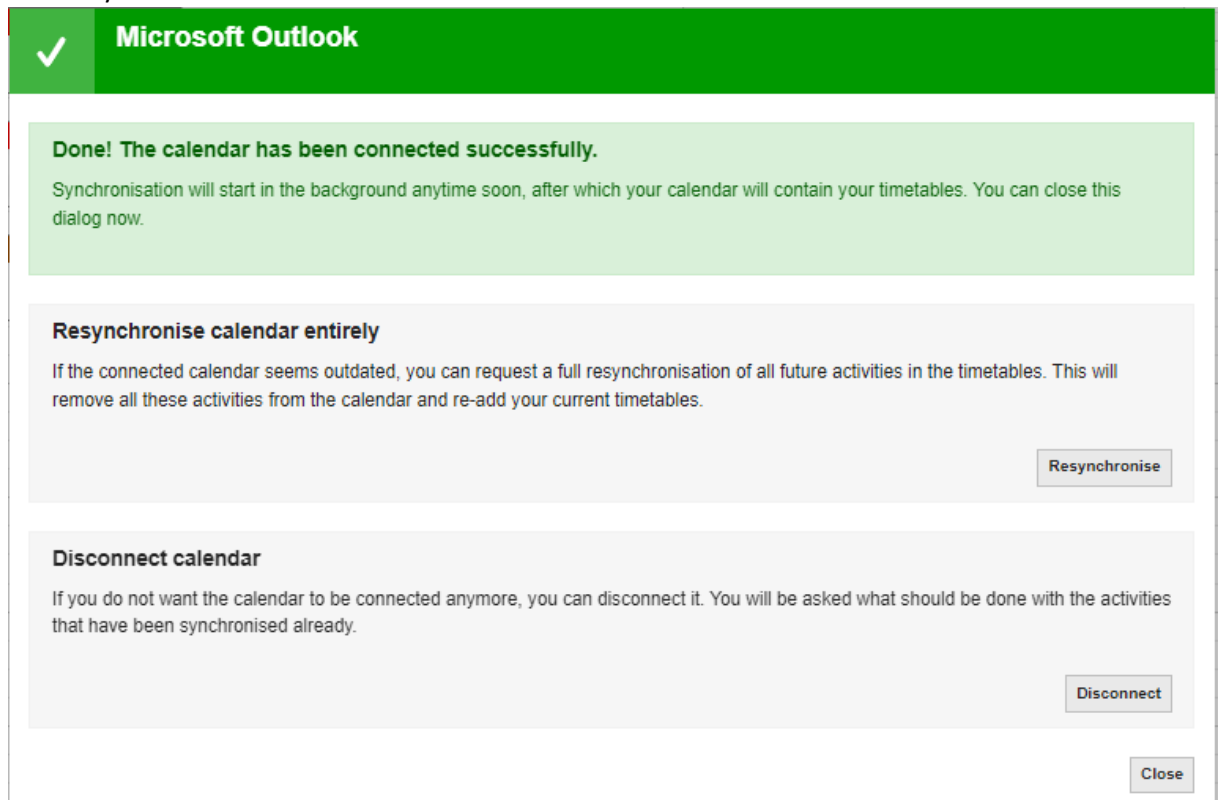 Microsoft Outlook
Done! The calendar has been connected successfully.
Synchronisation will start in the background anytime soon, after which your calendar will contain your timetables. You can close this
dialog now.
Resynchronise calendar entirely
If the connected calendar seems outdated, you can request a full resynchronisation of all future activities in the timetables. This will
remove all these activities from the calendar and re-add your current timetables.
Resynchronise
Disconnect calendar
If you do not want the calendar to be connected anymore, you can disconnect it. You will be asked what should be done with the activities
that have been synchronised already.
Disconnect
Close